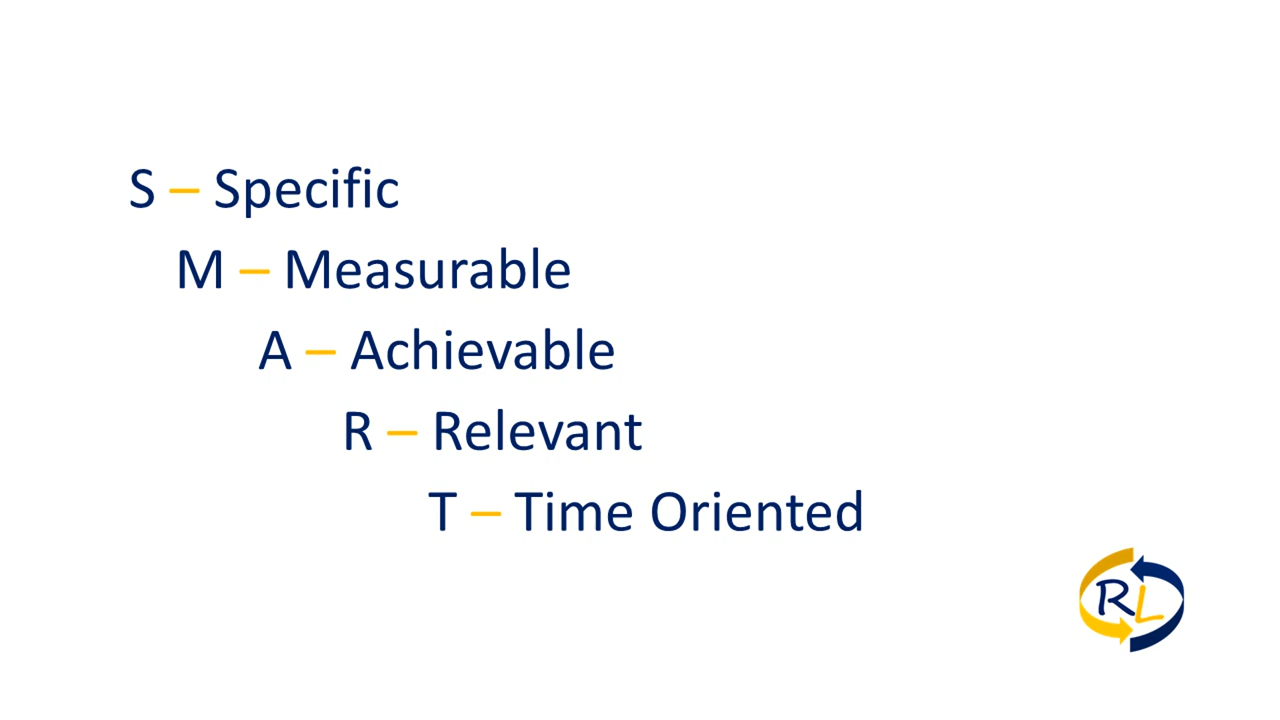 S – Specific
M – Measurable
A – Achievable
R – Relevant
T – Time Oriented
RL